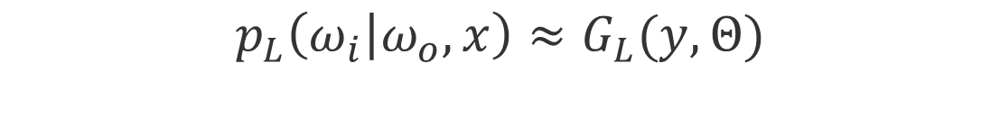 p_L(ω_i|ω_o, x) ≈ G_L(y, Θ)